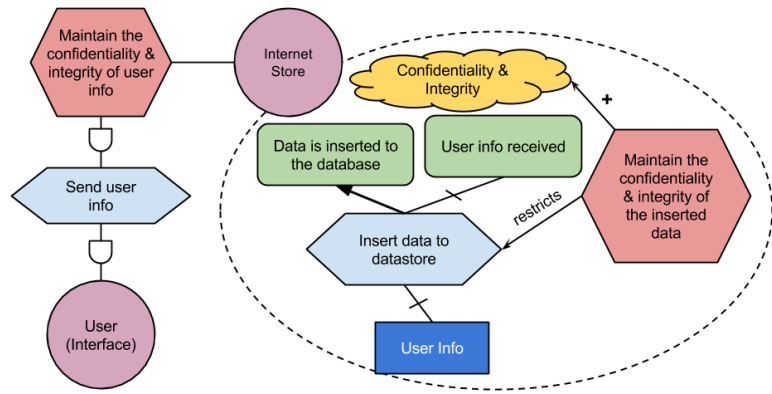 Maintain the
confidentiality &
integrity of user
info
Internet
Store
Confidentiality &
Integrity
+
Data is inserted to
the database
User info received
Maintain the
confidentiality
& integrity of
the inserted
data
Send user
info
restricts
Insert data to
datastore
User
(Interface)
User Info